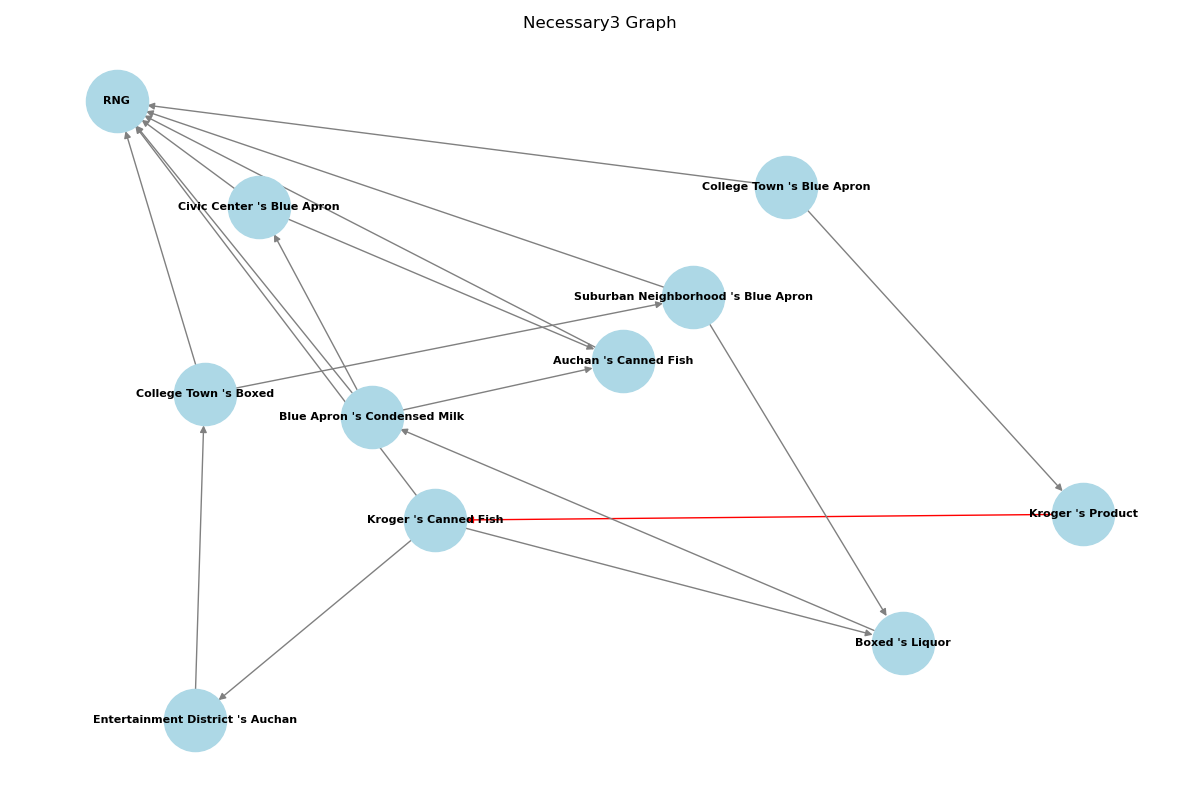 Necessary3 Graph
RNG
College Town 's Blue Apron
Civic Center 's Blue Apron
Suburban Neighborhood 's Blue Apron
Auchan 's Canned Fish
College Town 's Boxed
Blue Apron 's Condensed Milk
Kroger 's Product
Kroger 's Canned Fish
Boxed 's Liquor
Entertainment District 's Auchan